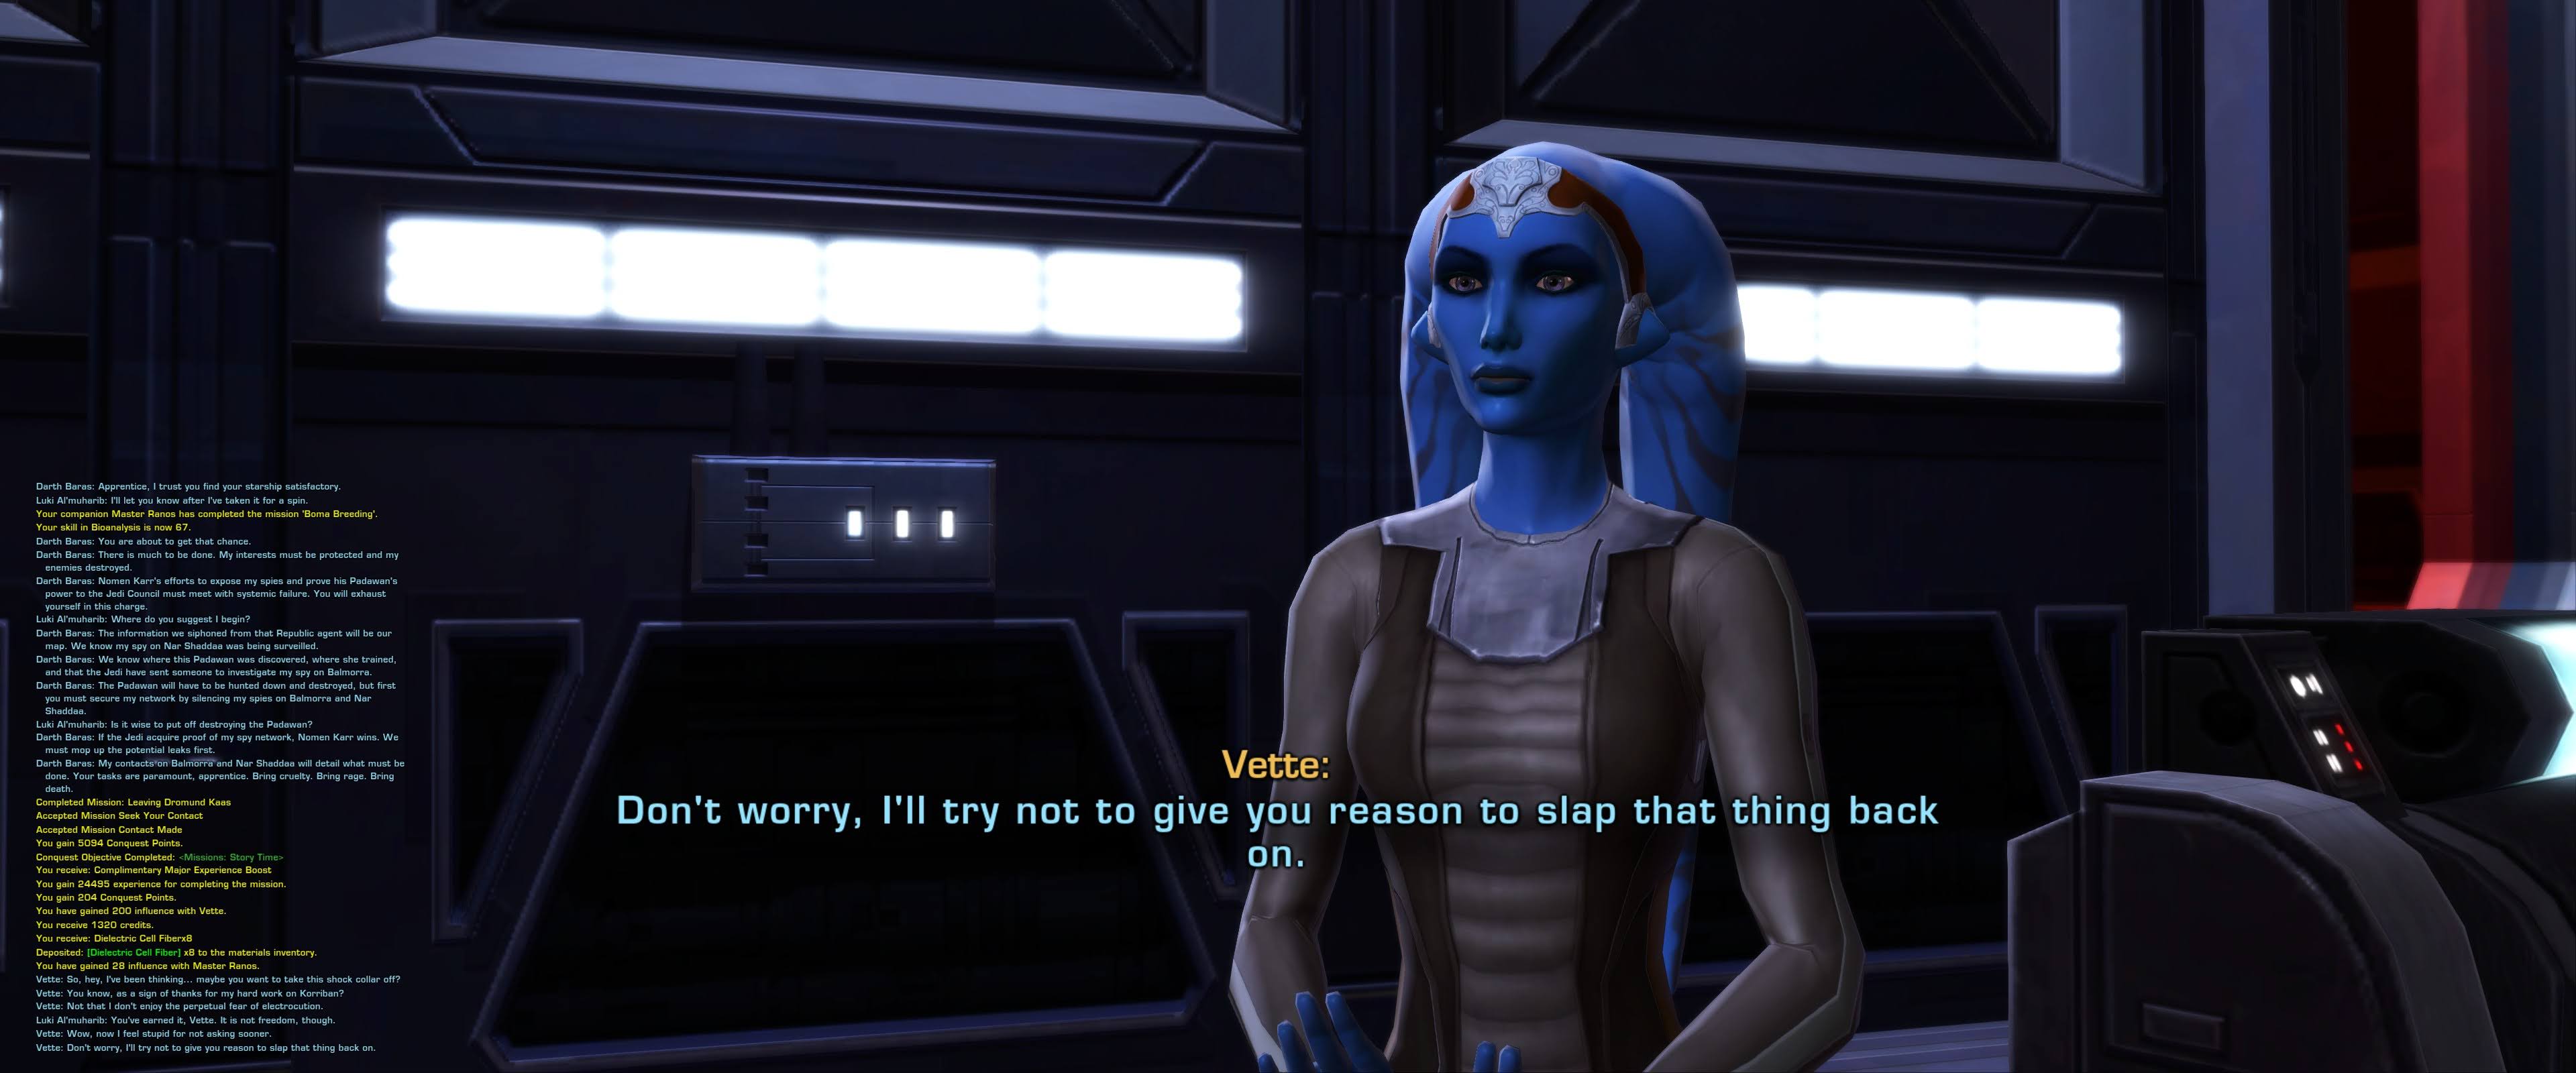 Darth Baras: Apprentice, I trust you find your starship satisfactory.
Luki Al'muharib: I'll let you know after I've taken it for a spin.
Your companion Master Ranos has completed the mission 'Boma Breeding'.
Your skill in Bioanalysis is now 67.
Darth Baras: You are about to get that chance.
Darth Baras: There is much to be done. My interests must be protected and my
enemies destroyed.
Darth Baras: Nomen Karr's efforts to expose my spies and prove his Padawan's
power to the Jedi Council must meet with systemic failure. You will exhaust
yourself in this charge.
Luki Al'muharib: Where do you suggest I begin?
Darth Baras: The information we siphoned from that Republic agent will be our
map. We know my spy on Nar Shaddaa was being surveilled.
Darth Baras: We know where this Padawan was discovered, where she trained,
and that the Jedi have sent someone to investigate my spy on Balmorra.
Darth Baras: The Padawan will have to be hunted down and destroyed, but first
you must secure my network by silencing my spies on Balmorra and Nar
Shaddaa.
Luki Al'muharib: Is it wise to put off destroying the Padawan?
Darth Baras: If the Jedi acquire proof of my spy network, Nomen Karr wins. We
must mop up the potential leaks first.
Darth Baras: My contacts on Balmorra and Nar Shaddaa will detail what must be
done. Your tasks are paramount, apprentice. Bring cruelty. Bring rage. Bring
death.
Completed Mission: Leaving Dromund Kaas
Accepted Mission Seek Your Contact
Accepted Mission Contact Made
You gain 5094 Conquest Points.
Conquest Objective Completed: <Missions: Story Time>
You receive: Complimentary Major Experience Boost
You gain 24495 experience for completing the mission.
You gain 204 Conquest Points.
You have gained 200 influence with Vette.
You receive 1320 credits.
You receive: Dielectric Cell Fiberx8
Deposited: [Dielectric Cell Fiber] x8 to the materials inventory.
You have gained 28 influence with Master Ranos.
Vette: So, hey, I've been thinking... maybe you want to take this shock collar off?
Vette: You know, as a sign of thanks for my hard work on Korriban?
Vette: Not that I don't enjoy the perpetual fear of electrocution.
Luki Al'muharib: You've earned it, Vette. It is not freedom, though.
Vette: Wow, now I feel stupid for not asking sooner.
Vette: Don't worry, I'll try not to give you reason to slap that thing back on.
Vette:
Don't worry, I'll try not to give you reason to slap that thing back
on.